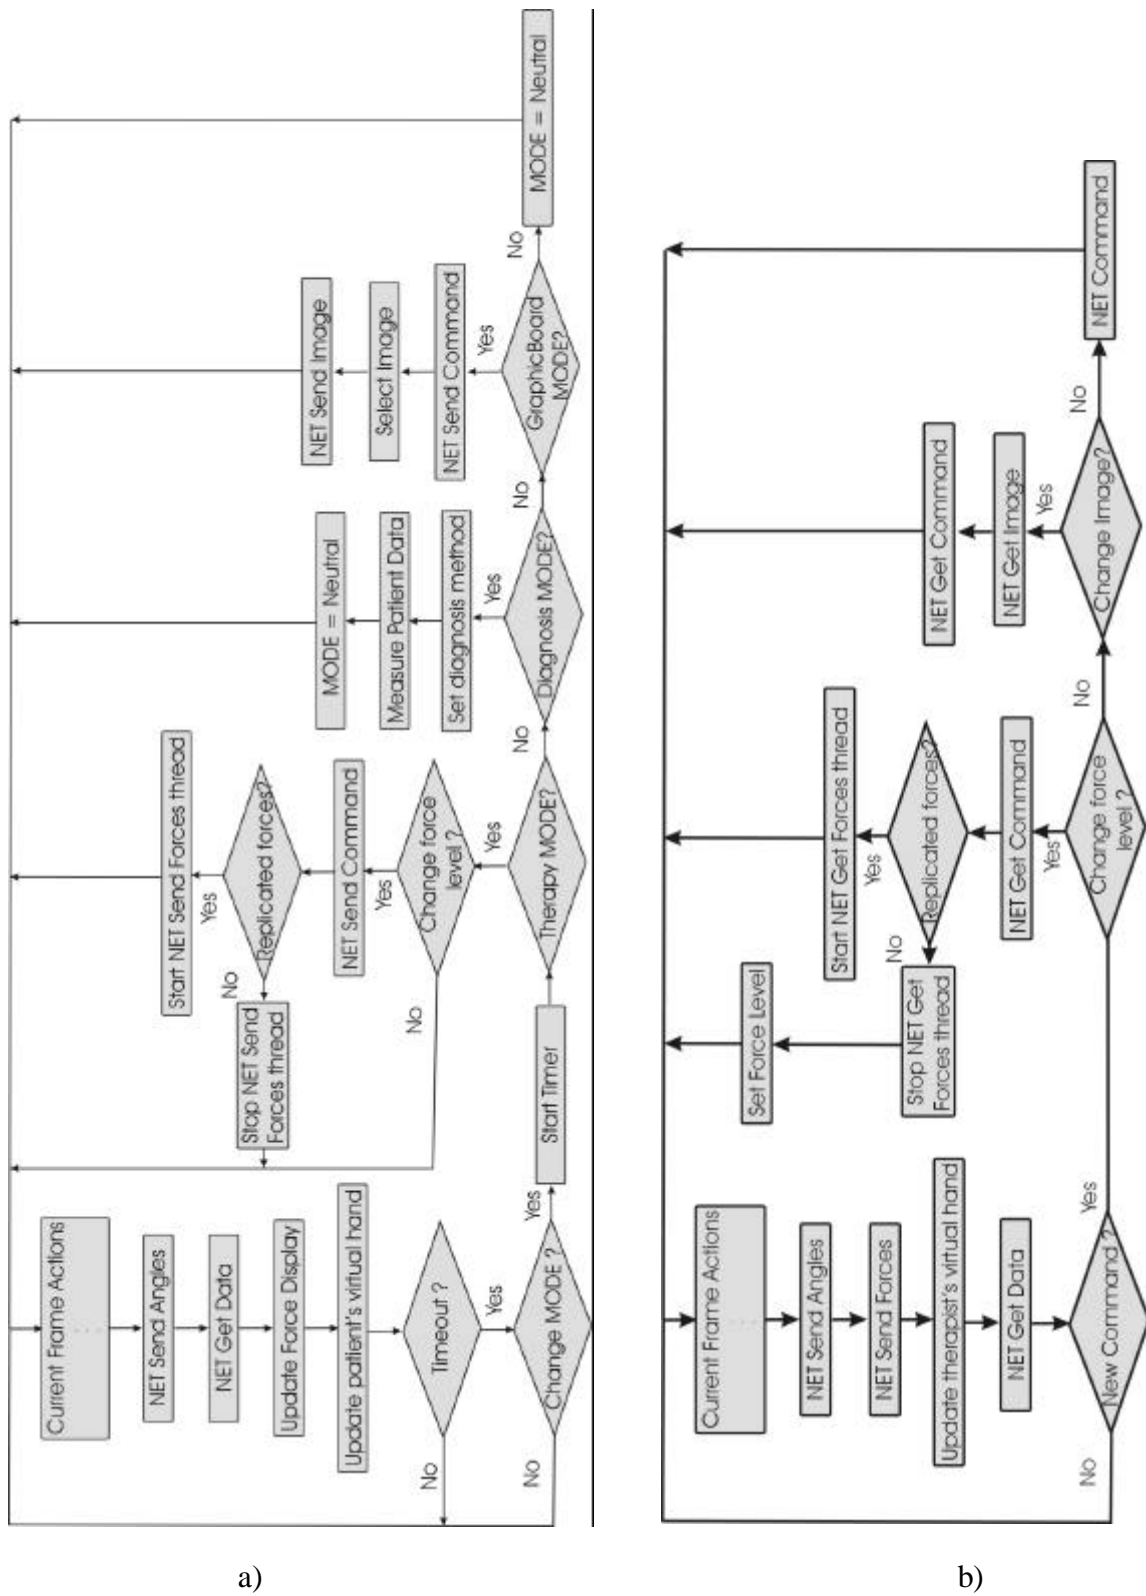 Current Frame Actions
. . . .
NET Send Angles
NET Get Data
Update Force Display
Update patient's virtual hand
Timeout ?
No
Yes
Change MODE ?
No
Yes
Start Timer
Therapy MODE?
Yes
No
Change force
level ?
No
Yes
NET Send Command
Replicated forces?
No
Yes
Stop NET Send
Forces thread
Start NET Send Forces thread
Diagnosis MODE?
Yes
No
Set diagnosis method
Measure Patient Data
MODE = Neutral
GraphicBoard
MODE?
Yes
No
NET Send Command
Select Image
NET Send Image
MODE = Neutral
a)
Current Frame Actions
. . . .
NET Send Angles
NET Send Forces
Update therapist's virtual hand
NET Get Data
New Command ?
No
Yes
Change force
level ?
Yes
No
NET Get Command
Replicated forces?
No
Yes
Stop NET Get
Forces thread
Set Force Level
Start NET Get Forces thread
Change Image?
Yes
No
NET Get Image
NET Get Command
NET Command
b)